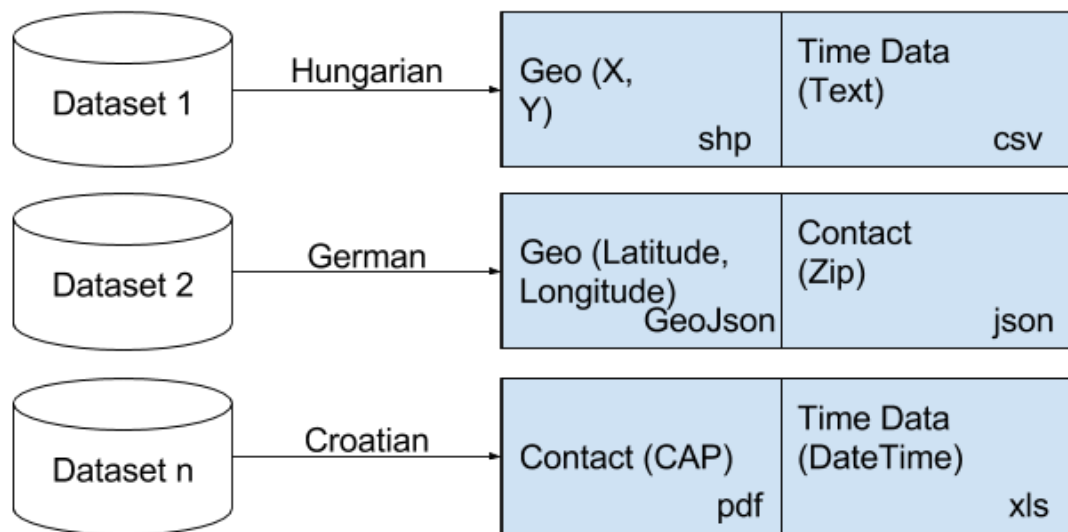 Dataset 1
Hungarian
Geo (X,
Y)
shp
Time Data
(Text)
csv
Dataset 2
German
Geo (Latitude,
Longitude)
GeoJson
Contact
(Zip)
json
Dataset n
Croatian
Contact (CAP)
pdf
Time Data
(DateTime)
xls